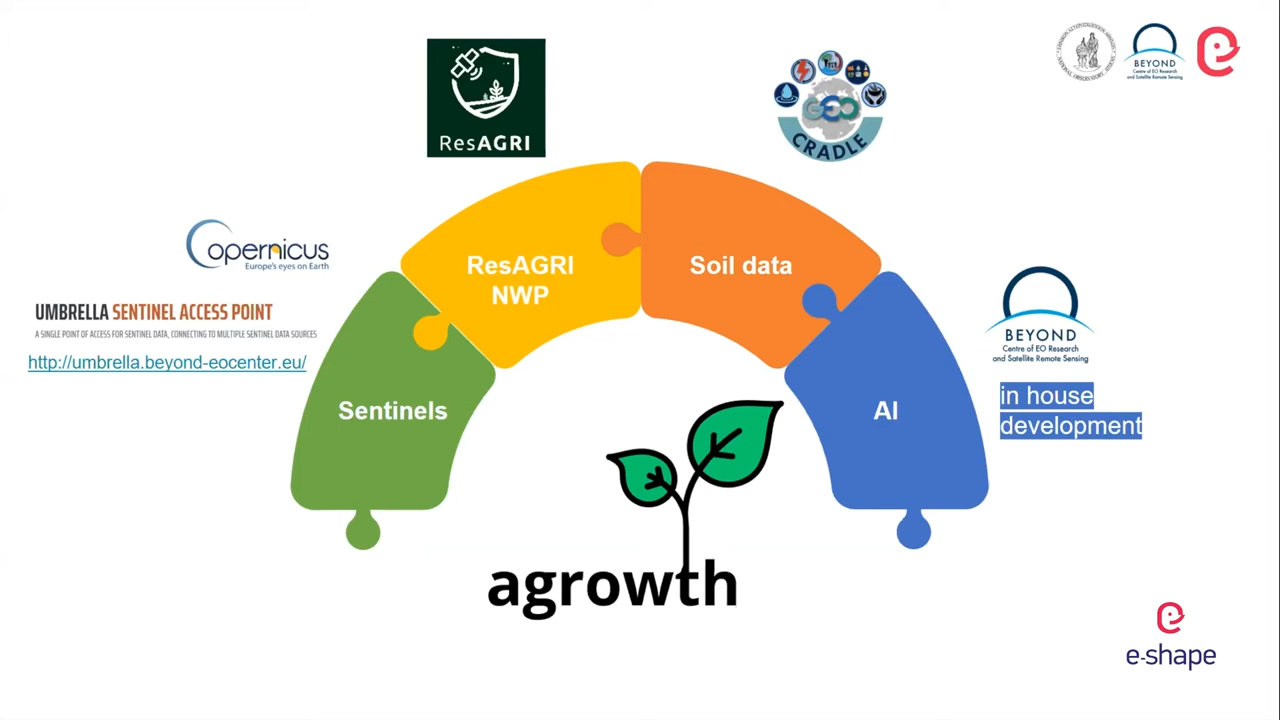 BEYOND
Centre of EO Research
and Satellite Remote Sensing
ResAGRI
GEO
CRADLE
Copernicus
Europe's eyes on Earth
UMBRELLA SENTINEL ACCESS POINT
A SINGLE POINT OF ACCESS FOR SENTINEL DATA, CONNECTING TO MULTIPLE SENTINEL DATA SOURCES
http://umbrella.beyond-eocenter.eu/
ResAGRI
NWP
Soil data
Sentinels
AI
BEYOND
Centre of EO Research
and Satellite Remote Sensing
in house
development
agrowth
e-shape